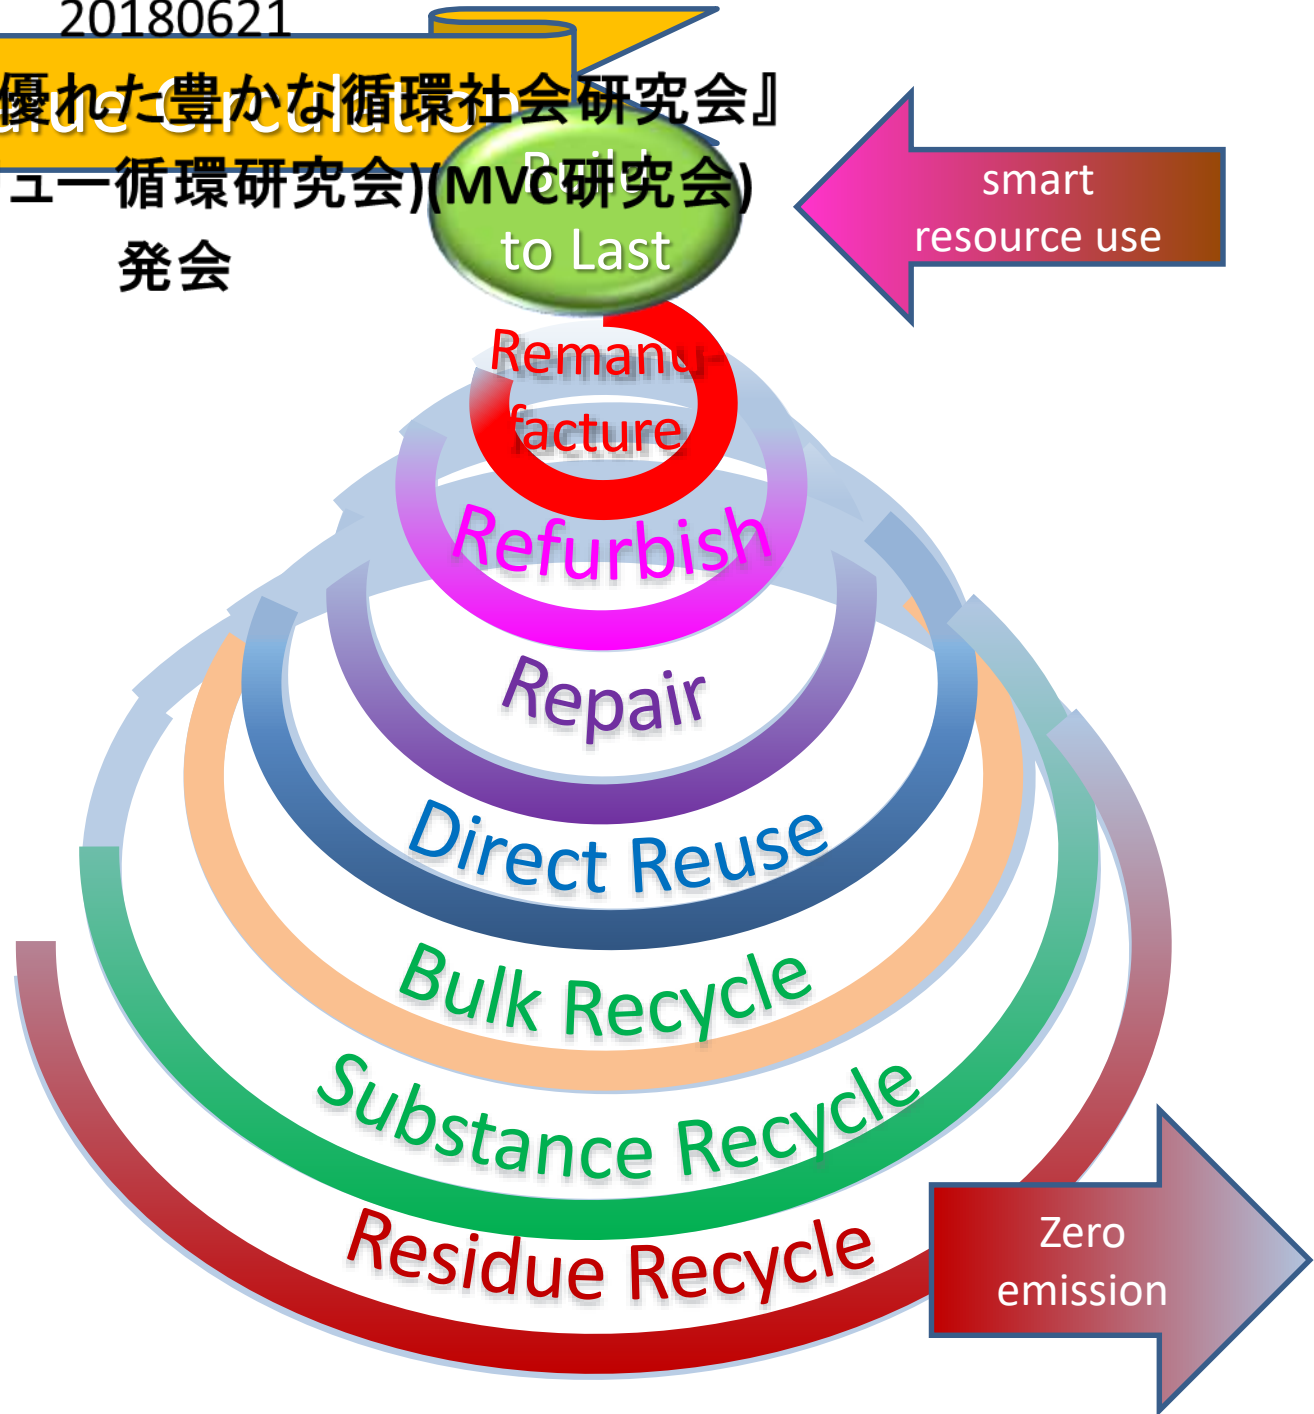 20180621
優れた豊かな循環社会研究会』
Circulation
ュー循環研究会)(MVC研究会)
発会
Build
to Last
smart
resource use
Remanu-
facture
Refurbish
Repair
Direct Reuse
Bulk Recycle
Substance Recycle
Residue Recycle
Zero
emission